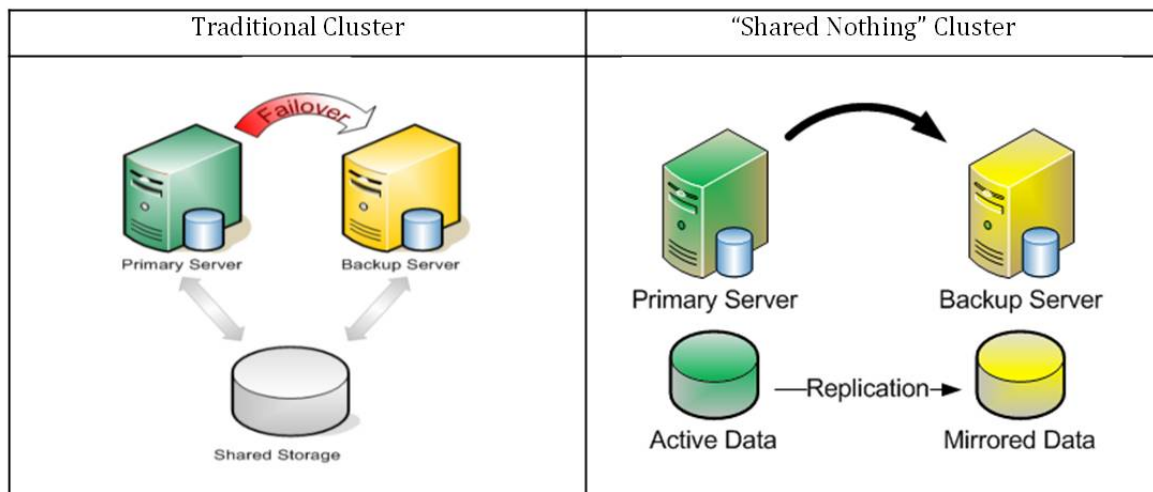 Traditional Cluster
“Shared Nothing” Cluster
Failover
Primary Server
Backup Server
Shared Storage
Primary Server
Backup Server
Replication
Active Data
Mirrored Data